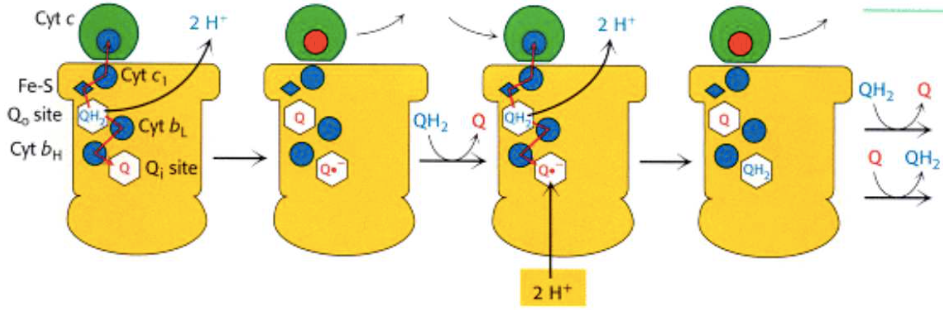 Cyt c
2 H⁺
2 H⁺
Fe-S
Cyt c₁
Qₒ site
QH₂
Q
QH₂
Q
QH₂
Q
QH₂
Q
Cyt b_L
Cyt b_H
Q
Qᵢ site
Q•⁻
Q•⁻
QH₂
Q
QH₂
2 H⁺